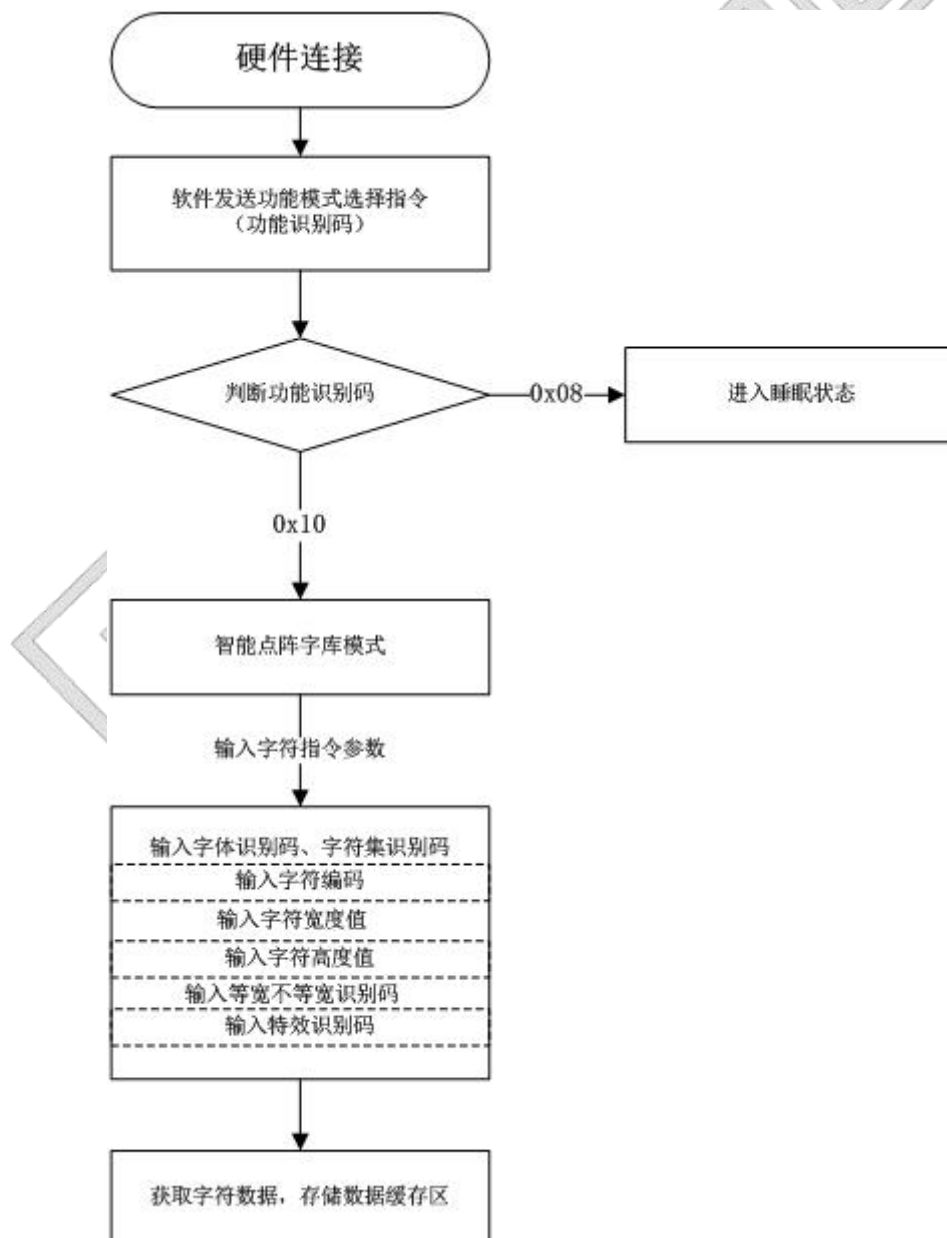 硬件连接
软件发送功能模式选择指令
（功能识别码）
判断功能识别码
0x08
进入睡眠状态
0x10
智能点阵字库模式
输入字符指令参数
输入字体识别码、字符集识别码
输入字符编码
输入字符宽度值
输入字符高度值
输入等宽不等宽识别码
输入特效识别码
获取字符数据，存储数据缓存区